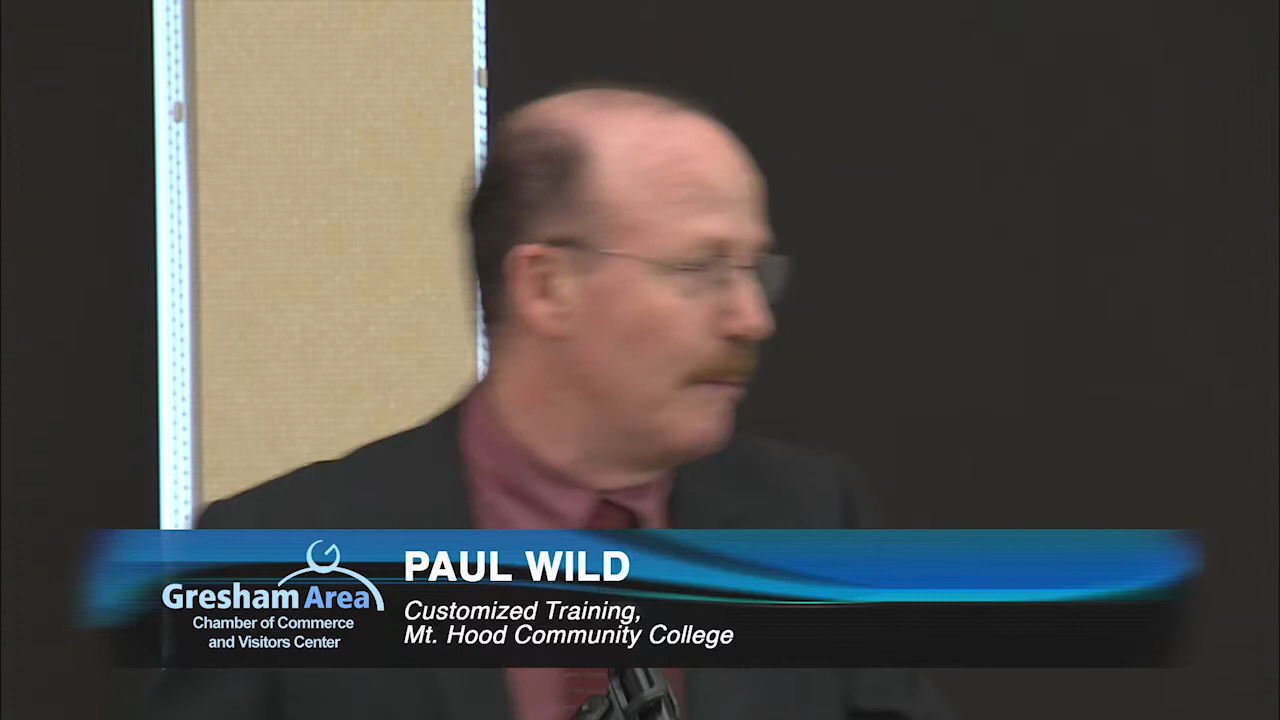 Gresham Area
Chamber of Commerce
and Visitors Center
PAUL WILD
Customized Training,
Mt. Hood Community College